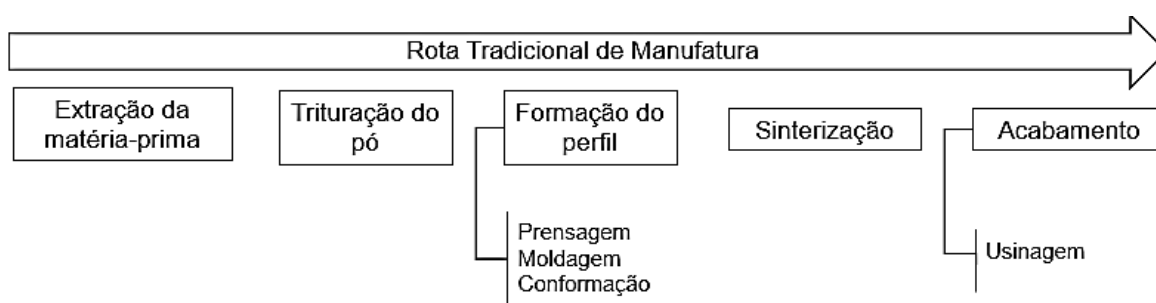 Rota Tradicional de Manufatura
Extração da
matéria-prima
Trituração do
pó
Formação do
perfil
Sinterização
Acabamento
Prensagem
Moldagem
Conformação
Usinagem